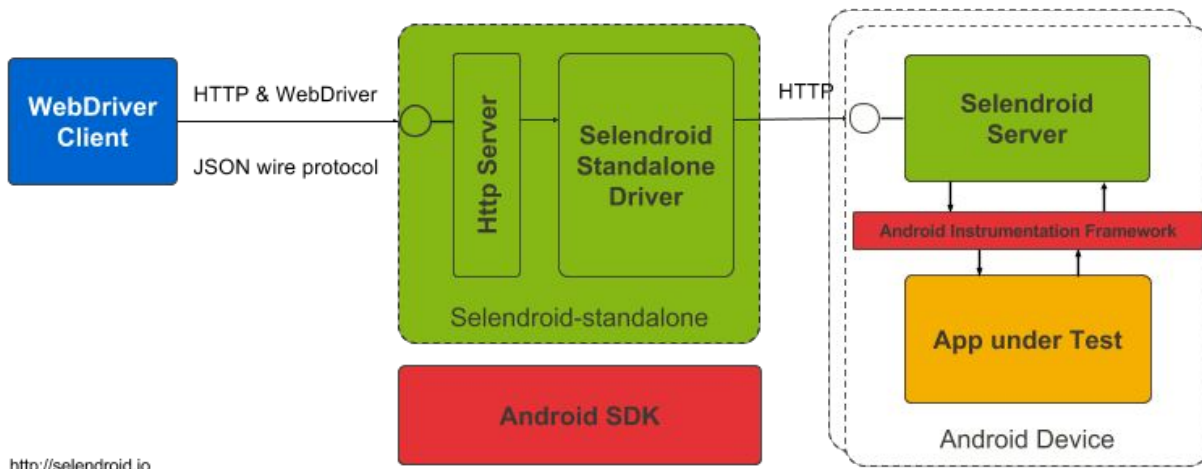 WebDriver
Client
HTTP & WebDriver
JSON wire protocol
Http Server
Selendroid
Standalone
Driver
Selendroid-standalone
Android SDK
HTTP
Selendroid
Server
Android Instrumentation Framework
App under Test
Android Device
http://selendroid.io